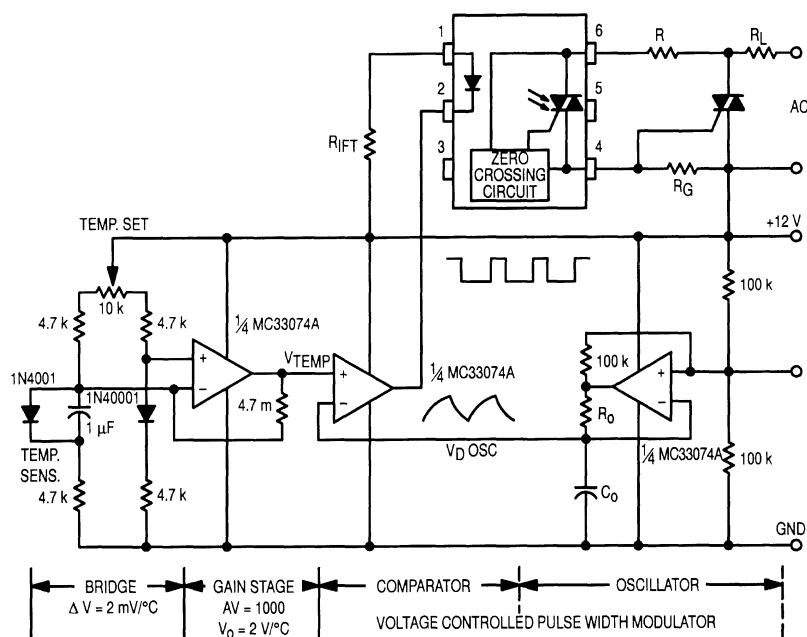 1
6
R
RL
2
5
AC
3
4
RIFT
ZERO
CROSSING
CIRCUIT
RG
TEMP. SET
+12 V
10 k
100 k
4.7 k
4.7 k
1/4 MC33074A
VTEMP
1/4 MC33074A
100 k
1N4001
1N40001
4.7 m
Ro
1 µF
VD OSC
1/4 MC33074A
TEMP.
SENS.
100 k
4.7 k
4.7 k
Co
GND
BRIDGE
GAIN STAGE
COMPARATOR
OSCILLATOR
Δ V = 2 mV/°C
AV = 1000
VOLTAGE CONTROLLED PULSE WIDTH MODULATOR
Vo = 2 V/°C
+
−
+
−
+
−